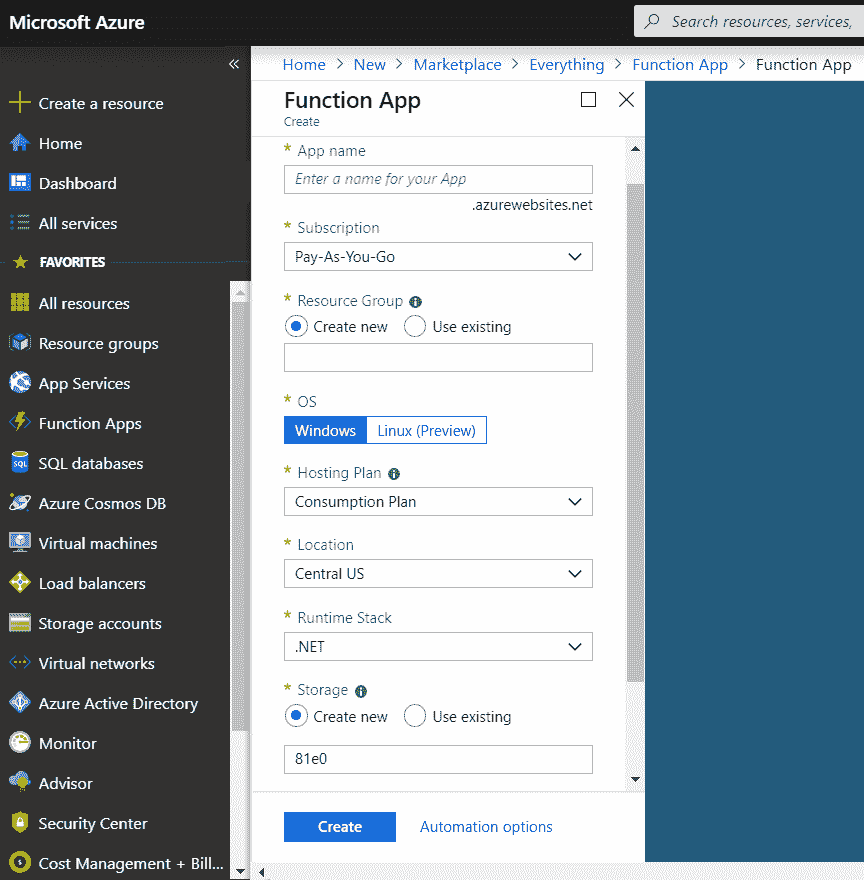 Microsoft Azure
Search resources, services,
Create a resource
Home
Dashboard
All services
FAVORITES
All resources
Resource groups
App Services
Function Apps
SQL databases
Azure Cosmos DB
Virtual machines
Load balancers
Storage accounts
Virtual networks
Azure Active Directory
Monitor
Advisor
Security Center
Cost Management + Bill...
Home > New > Marketplace > Everything > Function App > Function App
Function App
Create
* App name
Enter a name for your App
.azurewebsites.net
* Subscription
Pay-As-You-Go
* Resource Group
Create new Use existing
* OS
Windows Linux (Preview)
* Hosting Plan
Consumption Plan
* Location
Central US
* Runtime Stack
.NET
* Storage
Create new Use existing
81e0
Create Automation options